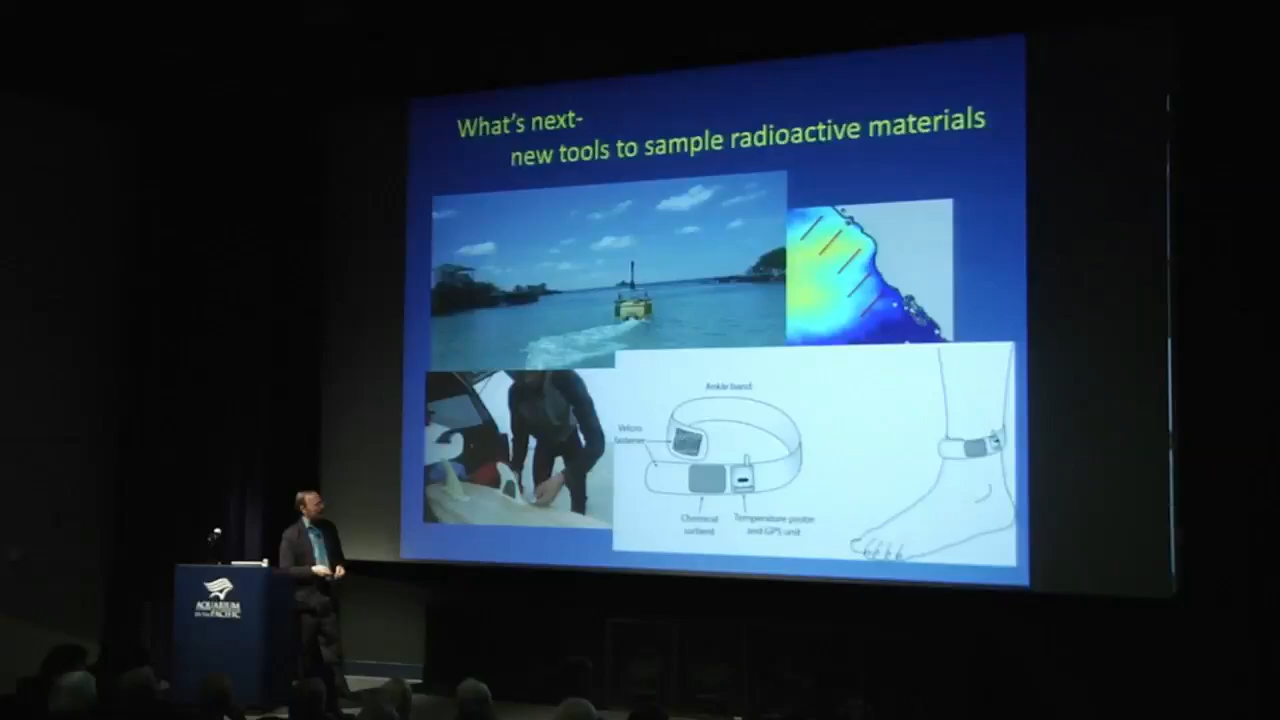 What's next-
new tools to sample radioactive materials
Ankle band
Velcro
fastener
Chemical
sorbent
Temperature probe
and GPS unit
AQUARIUM
OF THE PACIFIC